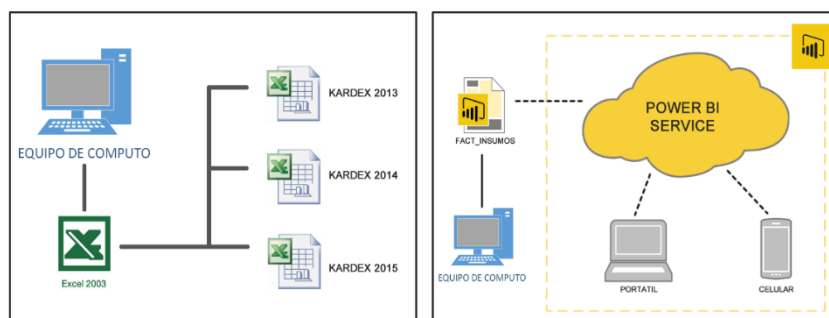 KARDEX 2013
EQUIPO DE COMPUTO
KARDEX 2014
Excel 2003
KARDEX 2015
POWER BI
SERVICE
FACT_INSUMOS
EQUIPO DE COMPUTO
PORTATIL
CELULAR